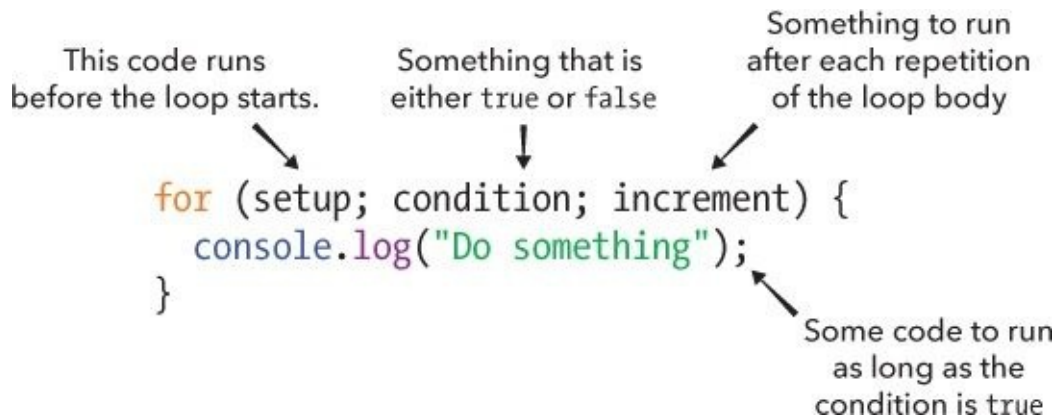 This code runs
before the loop starts.
Something that is
either true or false
Something to run
after each repetition
of the loop body
for (setup; condition; increment) {
  console.log("Do something");
}
Some code to run
as long as the
condition is true